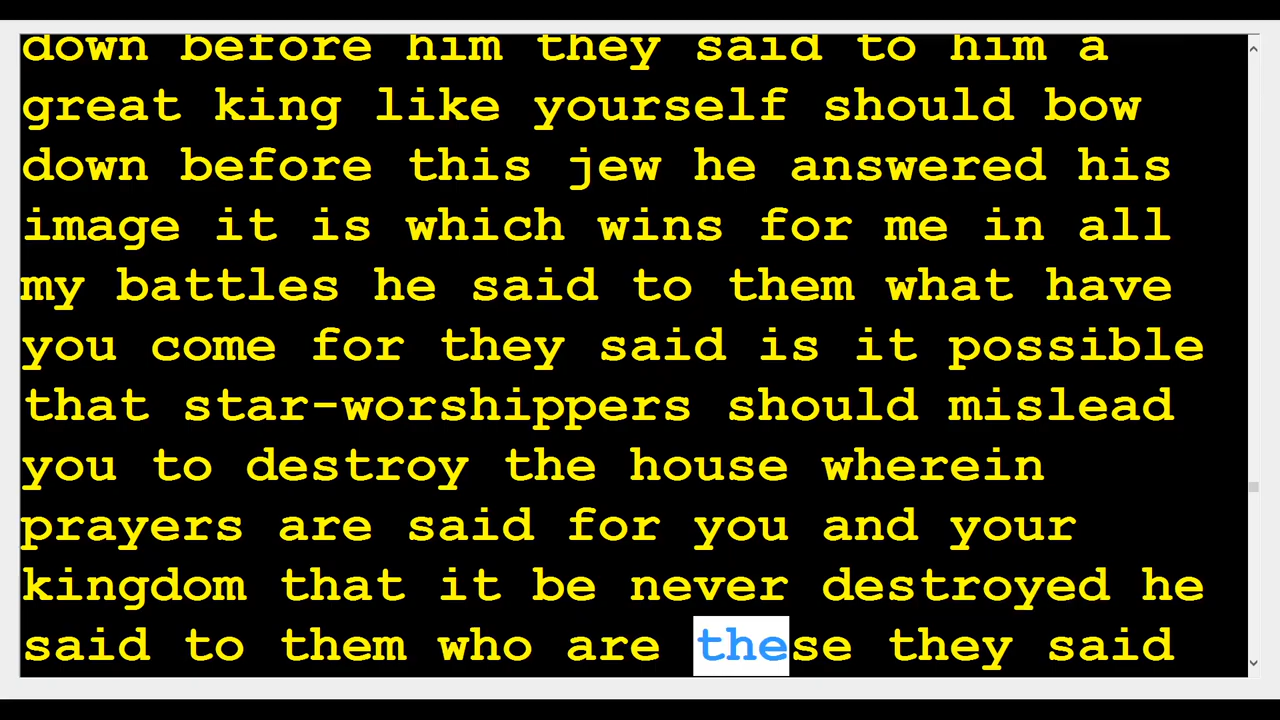 down before him they said to him a
great king like yourself should bow
down before this jew he answered his
image it is which wins for me in all
my battles he said to them what have
you come for they said is it possible
that star-worshippers should mislead
you to destroy the house wherein
prayers are said for you and your
kingdom that it be never destroyed he
said to them who are these they said